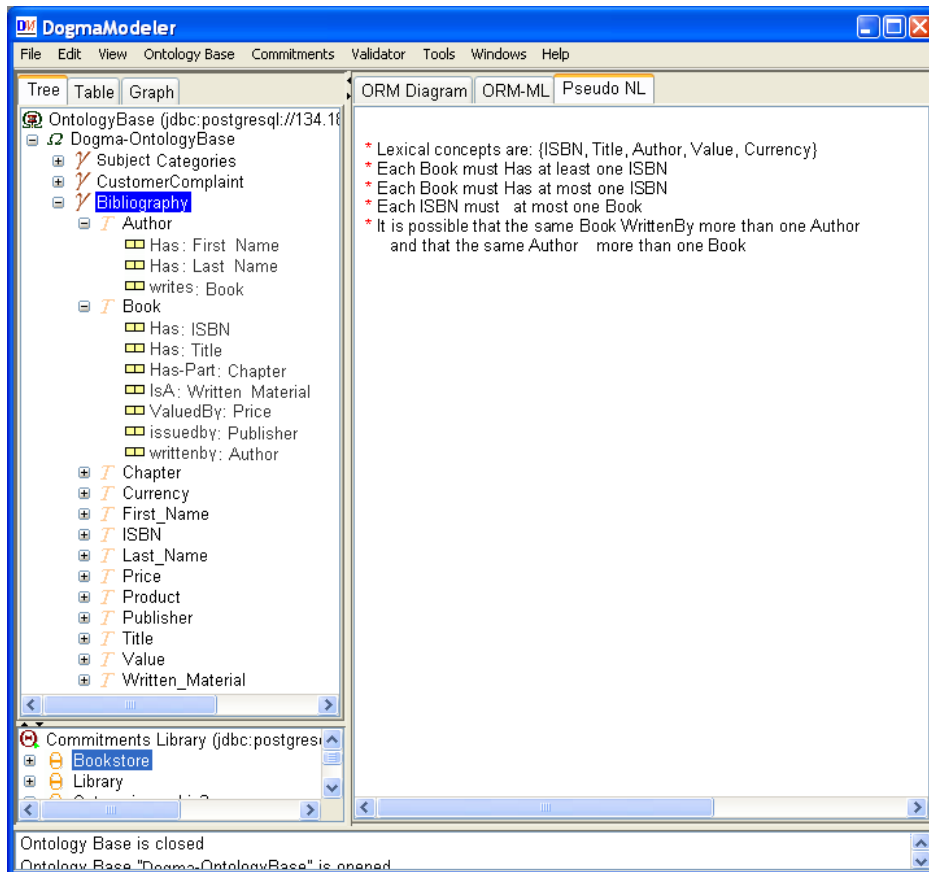 DogmaModeler
File Edit View Ontology Base Commitments Validator Tools Windows Help
Tree Table Graph
OntologyBase (jdbc:postgresql://134.18
Ω Dogma-OntologyBase
γ Subject Categories
γ CustomerComplaint
γ Bibliography
T Author
Has: First Name
Has: Last Name
writes: Book
T Book
Has: ISBN
Has: Title
Has-Part: Chapter
IsA: Written Material
ValuedBy: Price
issuedby: Publisher
writtenby: Author
T Chapter
T Currency
T First_Name
T ISBN
T Last_Name
T Price
T Product
T Publisher
T Title
T Value
T Written_Material
Commitments Library (jdbc:postgres
Bookstore
Library
ORM Diagram ORM-ML Pseudo NL
* Lexical concepts are: {ISBN, Title, Author, Value, Currency}
* Each Book must Has at least one ISBN
* Each Book must Has at most one ISBN
* Each ISBN must at most one Book
* It is possible that the same Book WrittenBy more than one Author
and that the same Author more than one Book
Ontology Base is closed
Ontology Base "Dogma-OntologyBase" is opened